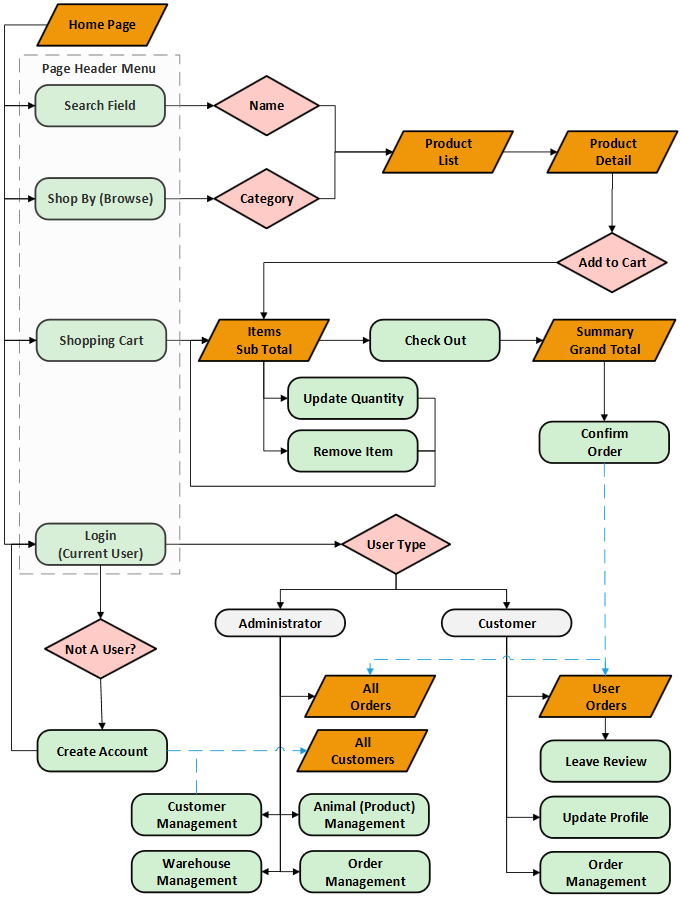 Home Page
Page Header Menu
Search Field
Name
Product
List
Product
Detail
Shop By (Browse)
Category
Add to Cart
Shopping Cart
Items
Sub Total
Check Out
Summary
Grand Total
Update Quantity
Remove Item
Confirm
Order
Login
(Current User)
User Type
Administrator
Customer
Not A User?
All
Orders
User
Orders
Create Account
All
Customers
Leave Review
Customer
Management
Animal (Product)
Management
Update Profile
Warehouse
Management
Order
Management
Order
Management